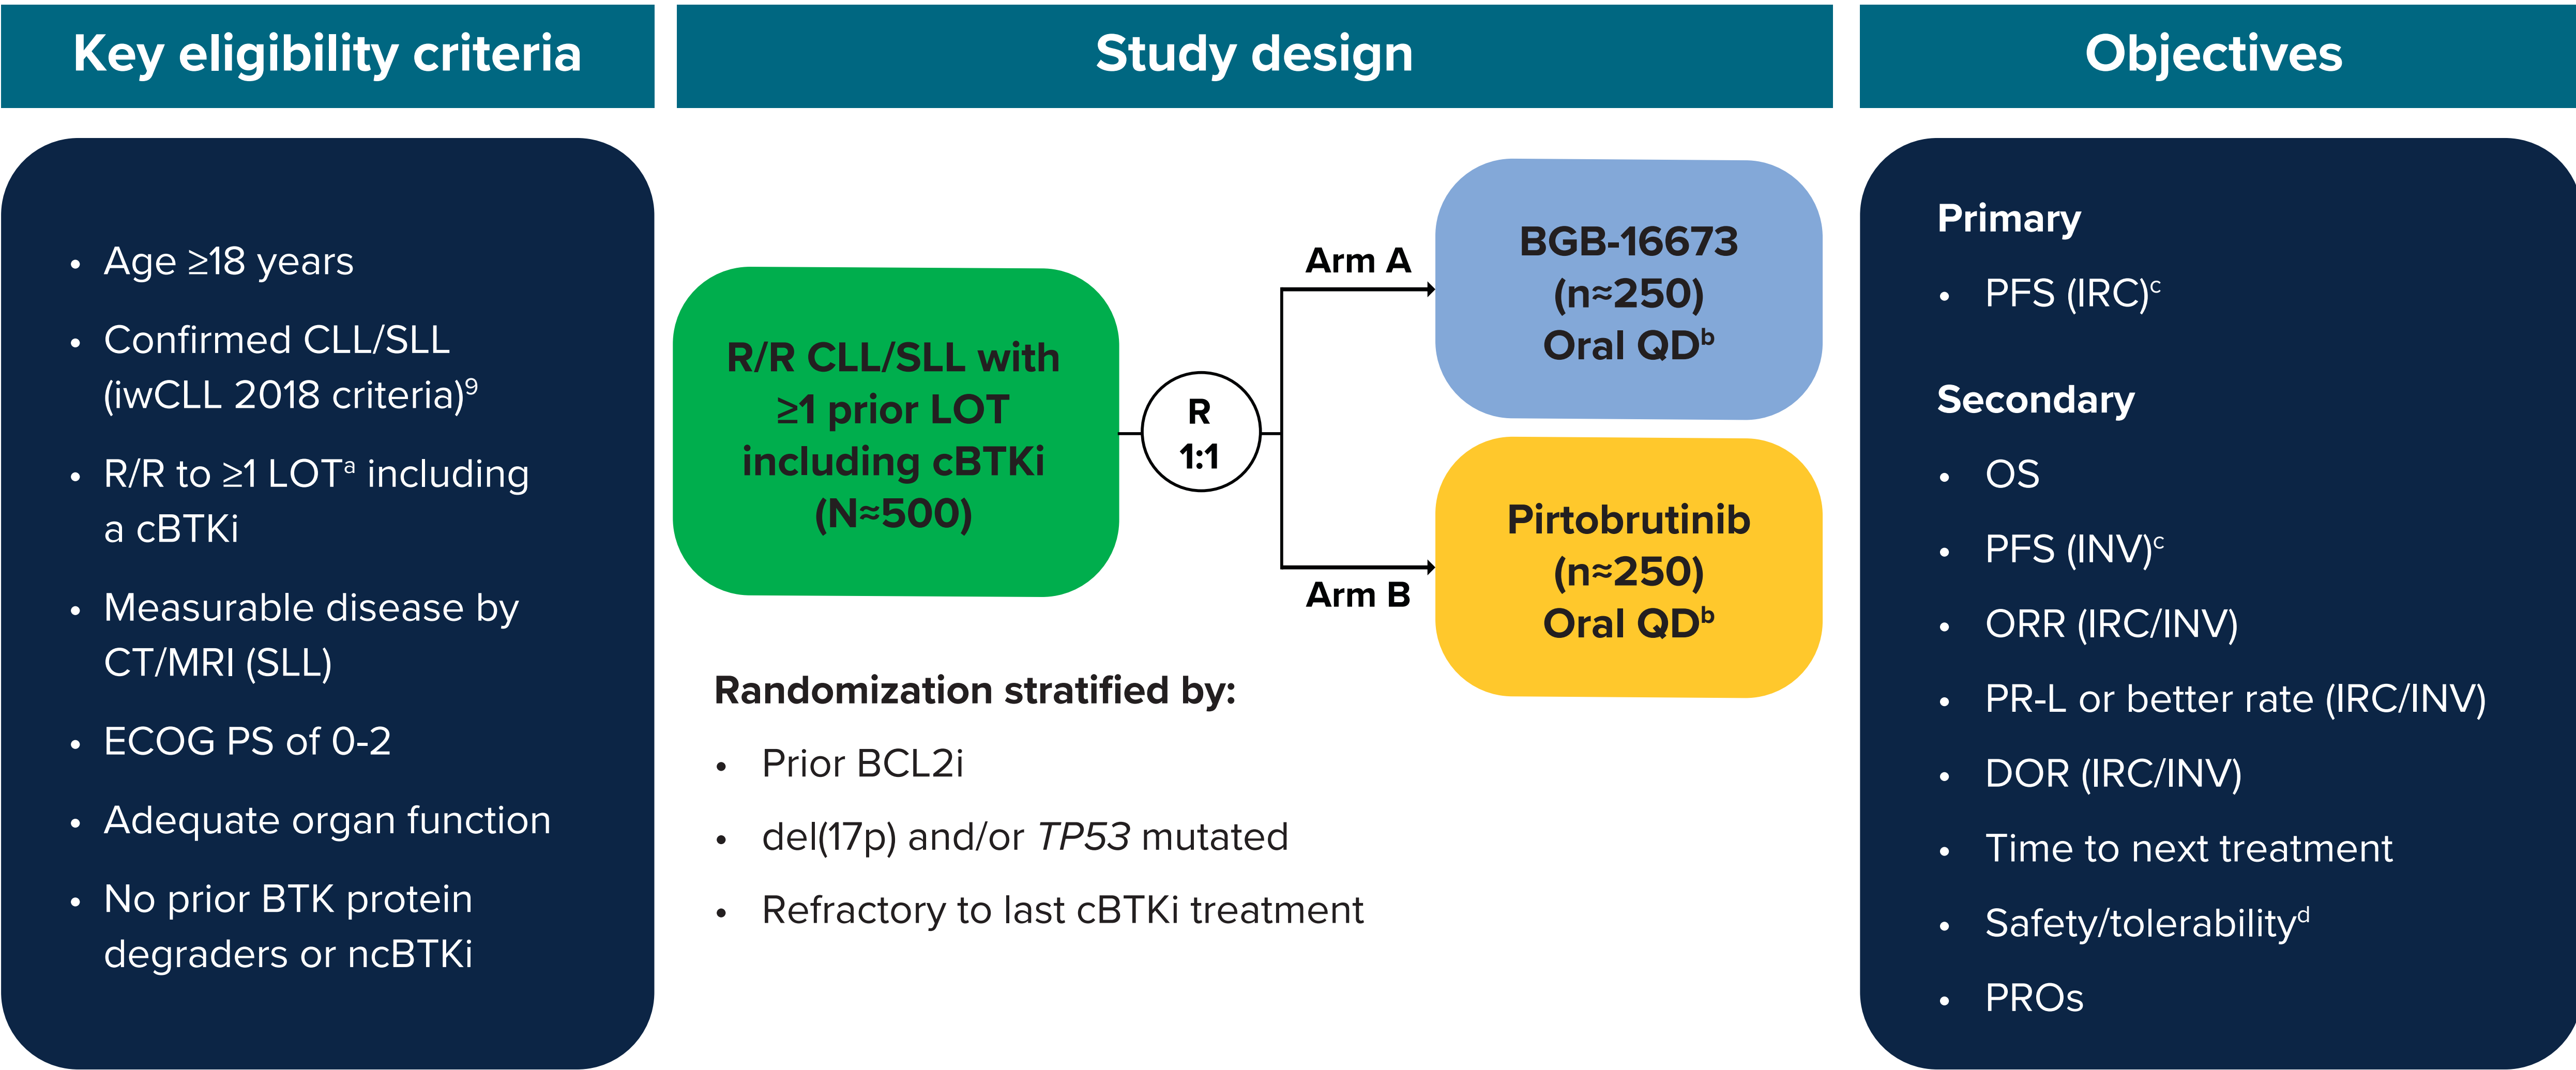 Key eligibility criteria
• Age ≥18 years
• Confirmed CLL/SLL
(iwCLL 2018 criteria)⁹
• R/R to ≥1 LOTᵃ including
a cBTKi
• Measurable disease by
CT/MRI (SLL)
• ECOG PS of 0-2
• Adequate organ function
• No prior BTK protein
degraders or ncBTKi
Study design
R/R CLL/SLL with
≥1 prior LOT
including cBTKi
(N≈500)
R
1:1
Arm A
BGB-16673
(n≈250)
Oral QDᵇ
Arm B
Pirtobrutinib
(n≈250)
Oral QDᵇ
Randomization stratified by:
• Prior BCL2i
• del(17p) and/or TP53 mutated
• Refractory to last cBTKi treatment
Objectives
Primary
• PFS (IRC)ᶜ
Secondary
• OS
• PFS (INV)ᶜ
• ORR (IRC/INV)
• PR-L or better rate (IRC/INV)
• DOR (IRC/INV)
• Time to next treatment
• Safety/tolerabilityᵈ
• PROs